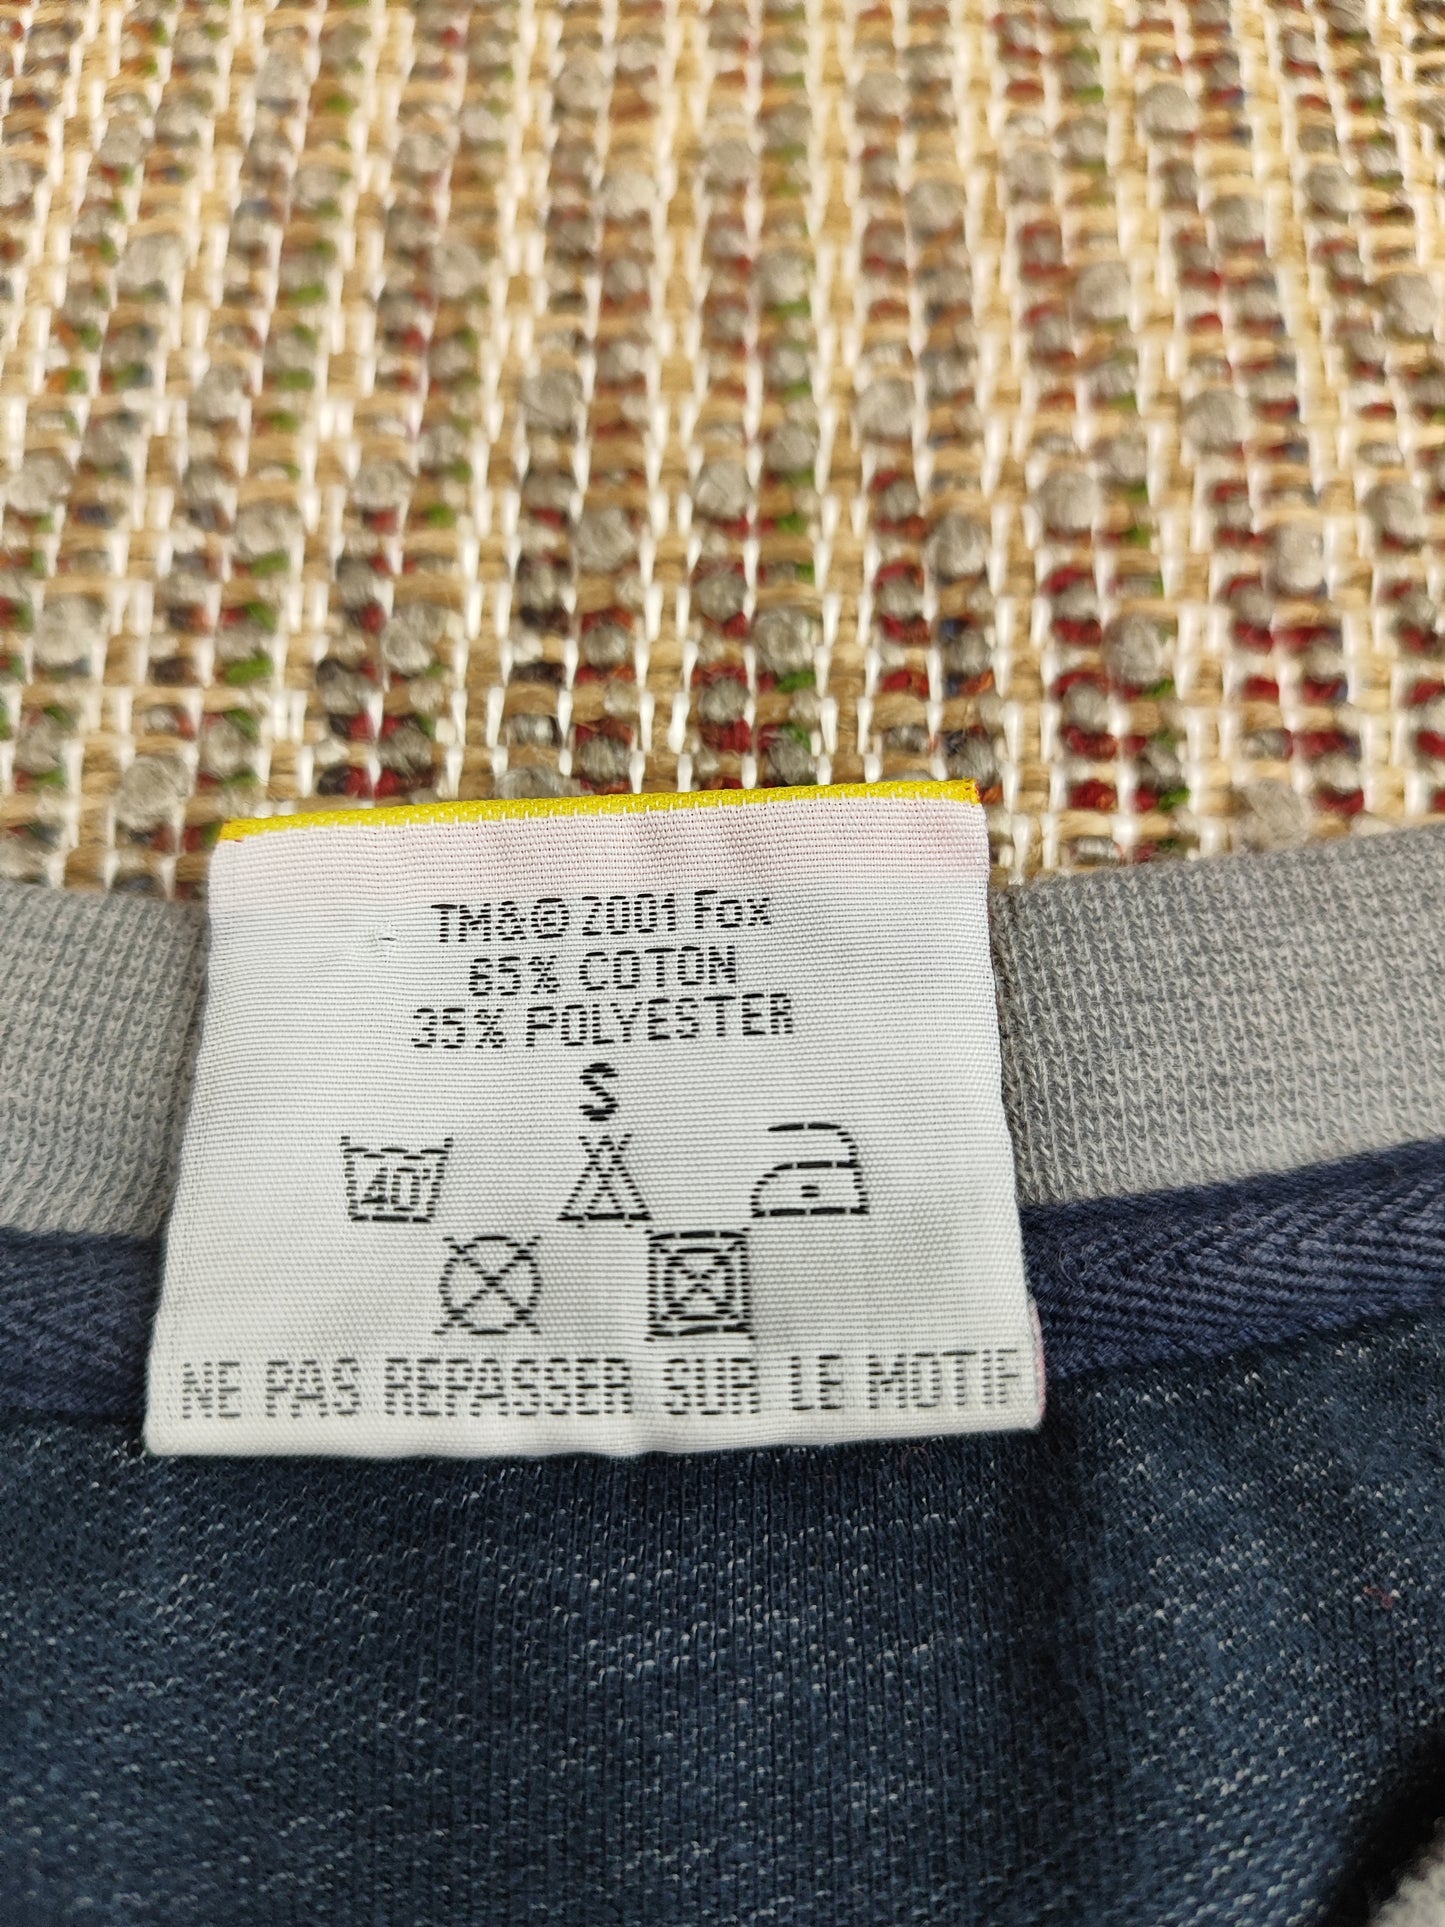 TM&© 2001 Fox
65% COTON
35% POLYESTER
S
40°
NE PAS REPASSER SUR LE MOTIF